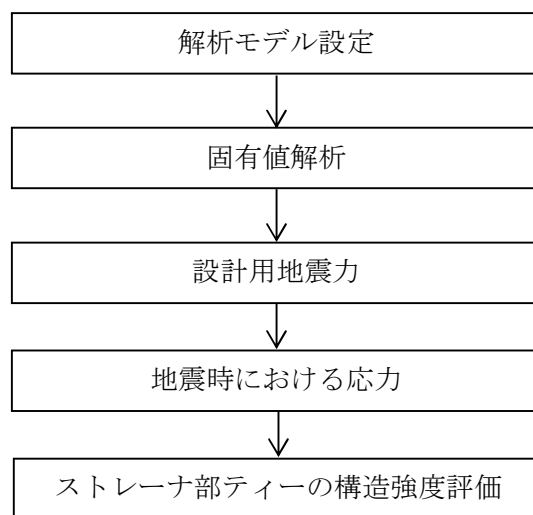 解析モデル設定
固有値解析
設計用地震力
地震時における応力
ストレーナ部ティーの構造強度評価